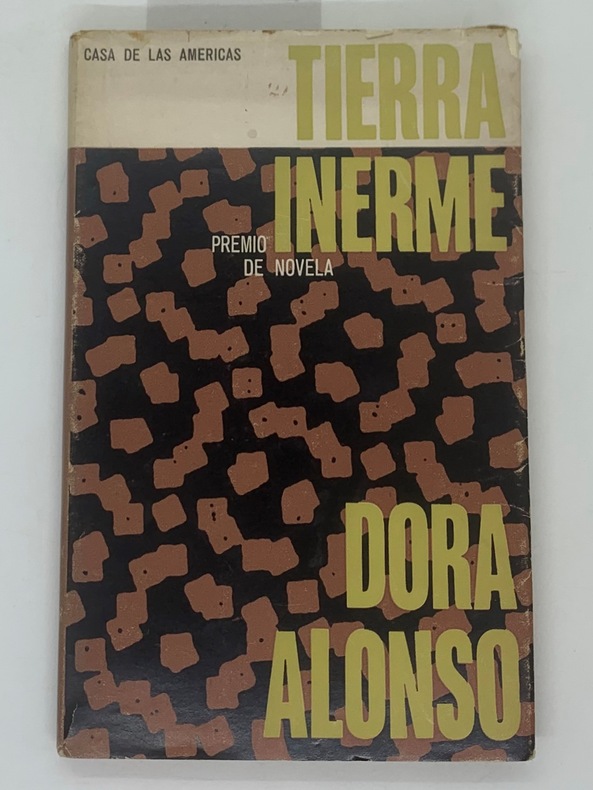 CASA DE LAS AMERICAS
TIERRA
INERME
PREMIO
DE NOVELA
DORA
ALONSO